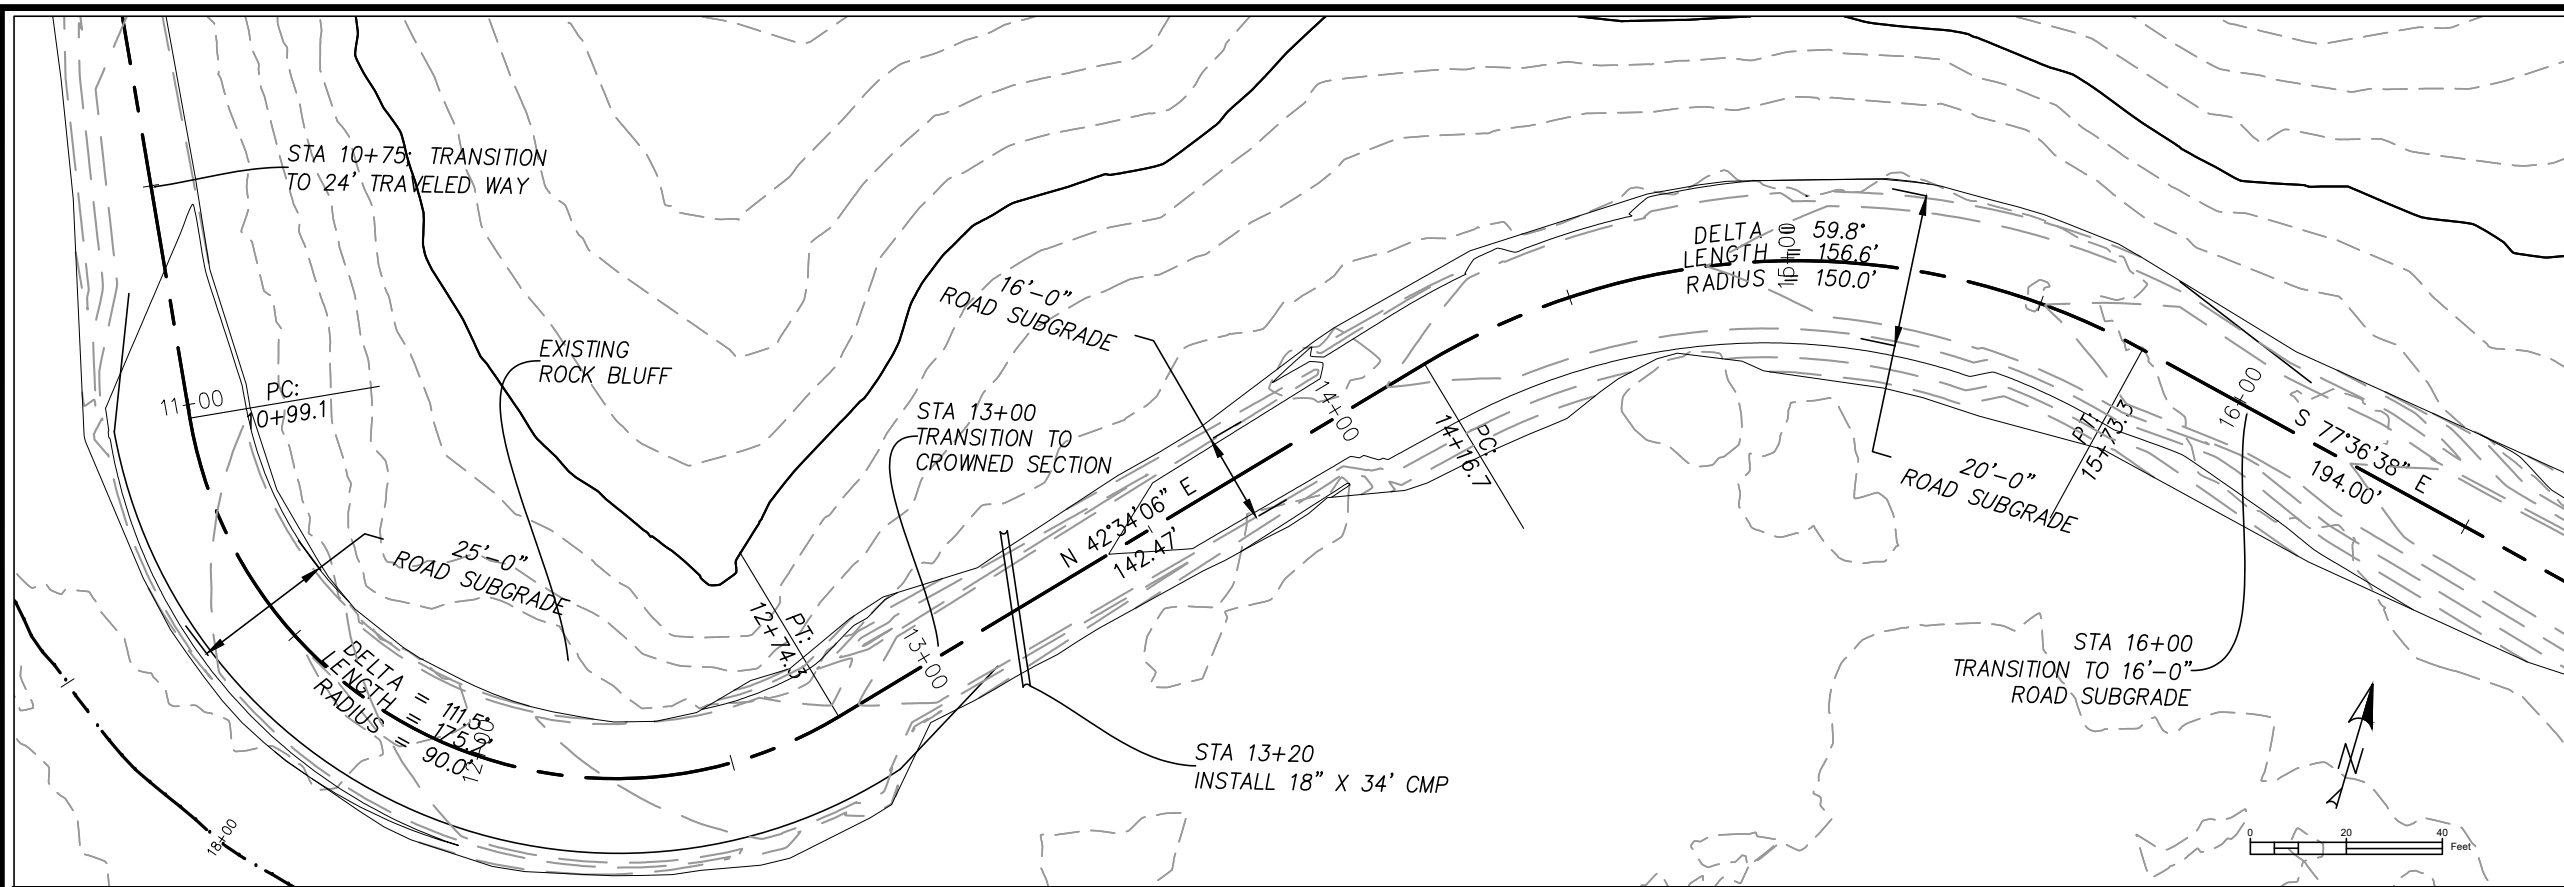 STA 10+75; TRANSITION
TO 24' TRAVELED WAY
11+00
PC:
10+99.1
EXISTING
ROCK BLUFF
25'-0"
ROAD SUBGRADE
DELTA = 111.5°
LENGTH = 175.2'
RADIUS = 90.0'
12+00
18+00
PT:
12+74.3
13+00
STA 13+00
TRANSITION TO
CROWNED SECTION
16'-0"
ROAD SUBGRADE
N 42°34'06" E
142.47'
STA 13+20
INSTALL 18" X 34' CMP
14+00
PC:
14+16.7
DELTA = 59.8°
LENGTH = 156.6'
RADIUS = 150.0'
15+00
20'-0"
ROAD SUBGRADE
PT:
15+73.3
16+00
S 77°36'38" E
194.00'
STA 16+00
TRANSITION TO 16'-0"
ROAD SUBGRADE
N
0 20 40
Feet